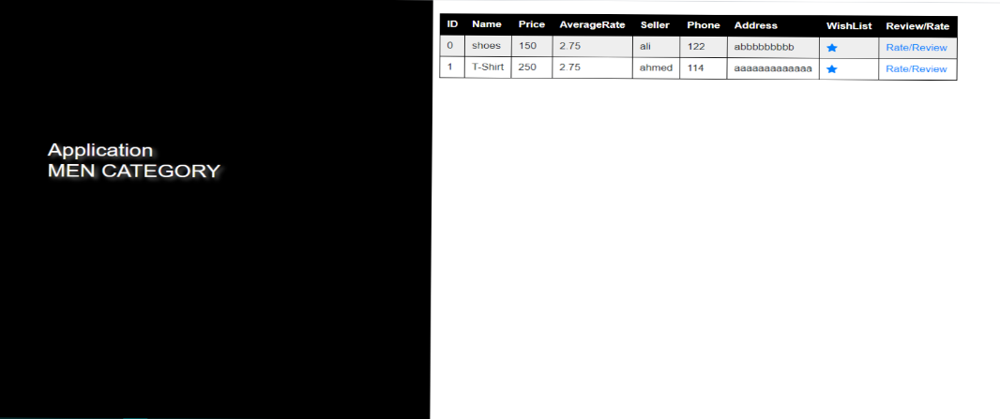 Application
MEN CATEGORY
ID Name Price AverageRate Seller Phone Address WishList Review/Rate
0 shoes 150 2.75 ali 122 abbbbbbbbb Rate/Review
1 T-Shirt 250 2.75 ahmed 114 aaaaaaaaaaaaa Rate/Review